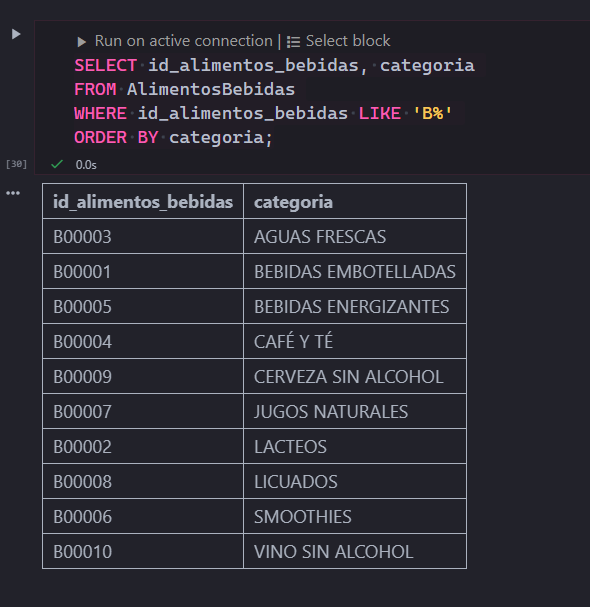 Run on active connection | Select block
SELECT id_alimentos_bebidas, categoria
FROM AlimentosBebidas
WHERE id_alimentos_bebidas LIKE 'B%'
ORDER BY categoria;
[30] 0.0s
id_alimentos_bebidas categoria
B00003 AGUAS FRESCAS
B00001 BEBIDAS EMBOTELLADAS
B00005 BEBIDAS ENERGIZANTES
B00004 CAFÉ Y TÉ
B00009 CERVEZA SIN ALCOHOL
B00007 JUGOS NATURALES
B00002 LACTEOS
B00008 LICUADOS
B00006 SMOOTHIES
B00010 VINO SIN ALCOHOL